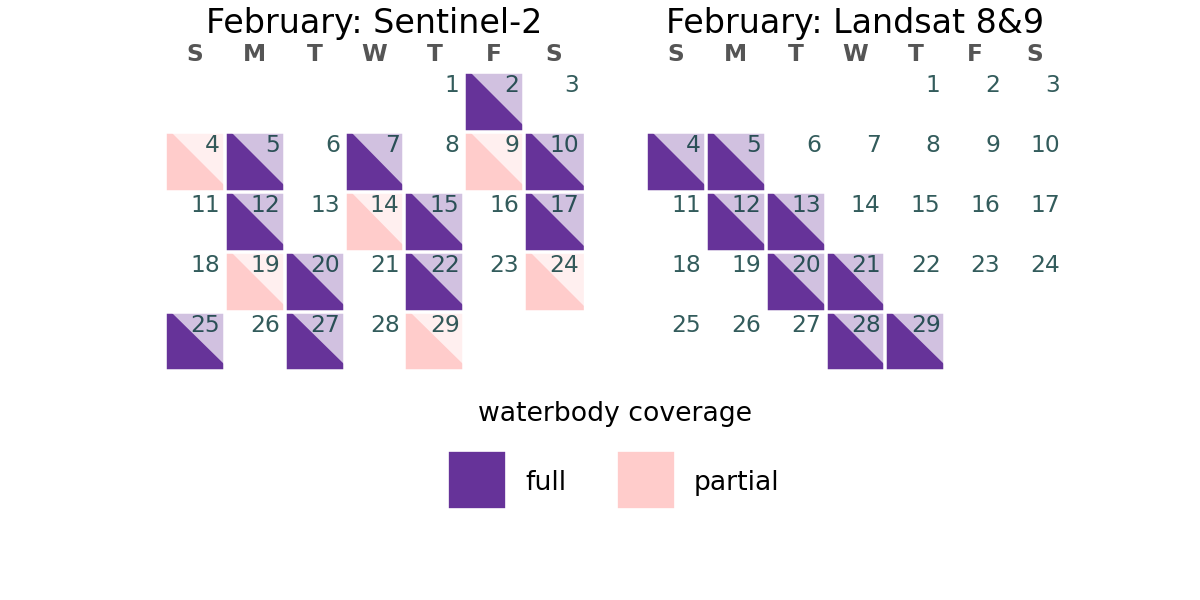 February: Sentinel-2
S M T W T F S
1 2 3
4 5 6 7 8 9 10
11 12 13 14 15 16 17
18 19 20 21 22 23 24
25 26 27 28 29
February: Landsat 8&9
S M T W T F S
1 2 3
4 5 6 7 8 9 10
11 12 13 14 15 16 17
18 19 20 21 22 23 24
25 26 27 28 29
waterbody coverage
full partial